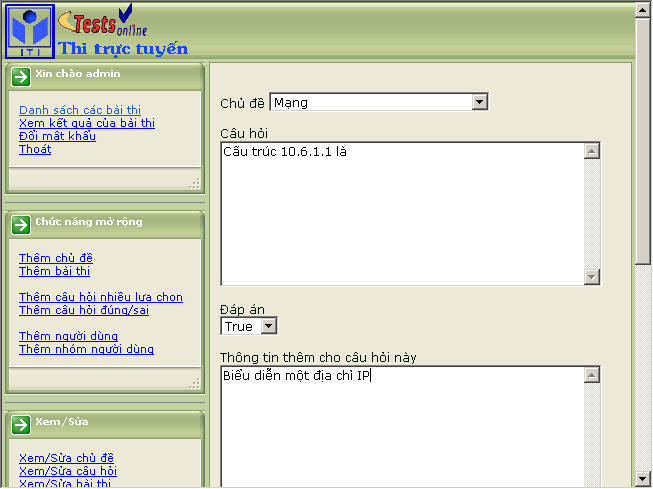 Tests
online
ITI
Thi trực tuyến
Xin chào admin
Danh sách các bài thi
Xem kết quả của bài thi
Đổi mật khẩu
Thoát
Chức năng mở rộng
Thêm chủ đề
Thêm bài thi
Thêm câu hỏi nhiều lưa chọn
Thêm câu hỏi đúng/sai
Thêm người dùng
Thêm nhóm người dùng
Xem/Sửa
Xem/Sửa chủ đề
Xem/Sửa câu hỏi
Xem/Sửa bài thi
Chủ đề Mạng
Câu hỏi
Cấu trúc 10.6.1.1 là
Đáp án
True
Thông tin thêm cho câu hỏi này
Biểu diễn một địa chỉ IP